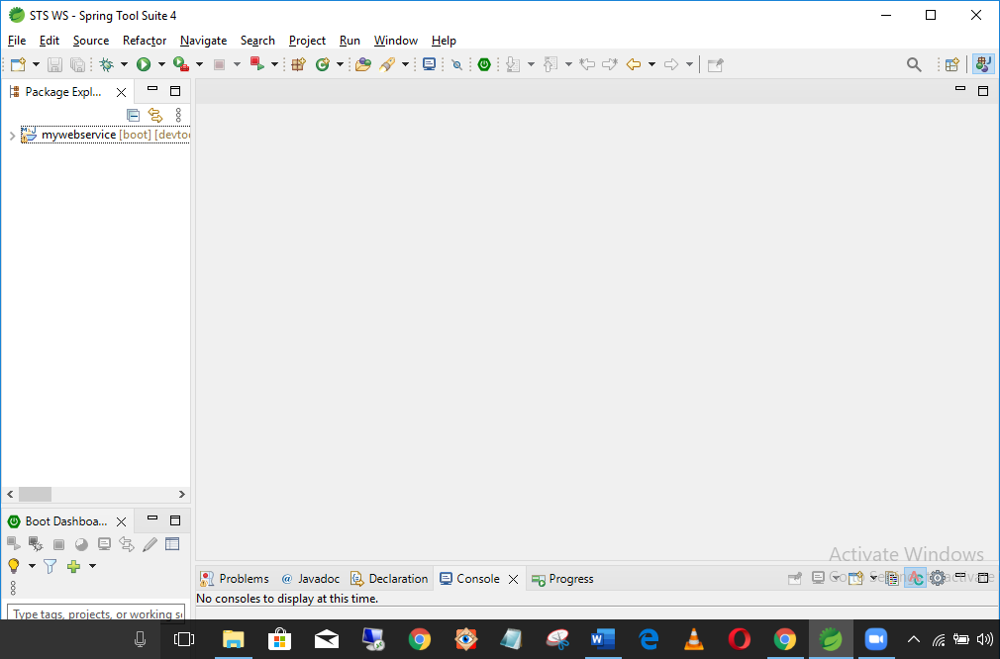 STS WS - Spring Tool Suite 4
File Edit Source Refactor Navigate Search Project Run Window Help
Package Expl...
mywebservice [boot] [devtoo
Boot Dashboa...
Type tags, projects, or working s
Activate Windows
Problems @ Javadoc Declaration Console Progress
No consoles to display at this time.